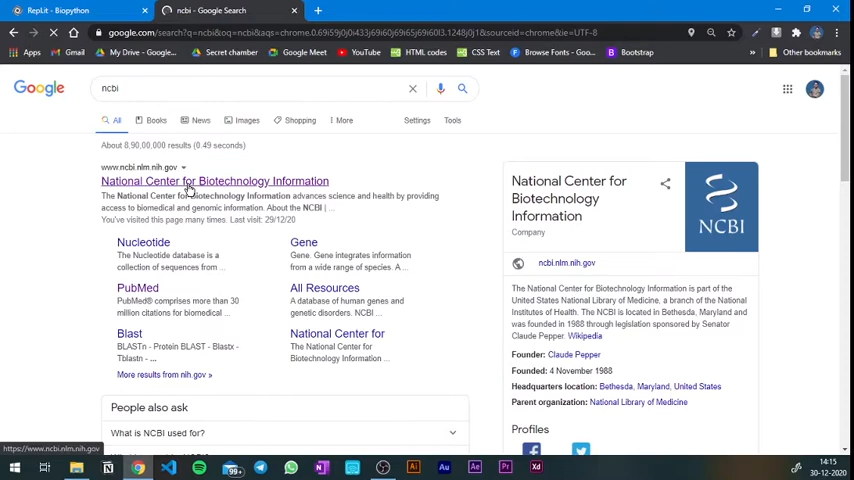 RepLit - Biopython
ncbi - Google Search
google.com/search?q=ncbi&oq=ncbi&aqs=chrome.0.69i59j0i433j69i60j69i65j69i60l3.1248j0j1&sourceid=chrome&ie=UTF-8
Apps Gmail My Drive - Google... Secret chamber Google Meet YouTube HTML codes CSS Text Browse Fonts - Goo... Bootstrap Other bookmarks
Google
ncbi
All Books News Images Shopping More Settings Tools
About 8,90,00,000 results (0.49 seconds)
www.ncbi.nlm.nih.gov
National Center for Biotechnology Information
The National Center for Biotechnology Information advances science and health by providing
access to biomedical and genomic information. About the NCBI | ...
You've visited this page many times. Last visit: 29/12/20
Nucleotide
The Nucleotide database is a
collection of sequences from ...
Gene
Gene. Gene integrates information
from a wide range of species. A...
PubMed
PubMed® comprises more than 30
million citations for biomedical ...
All Resources
A database of human genes and
genetic disorders. NCBI ...
Blast
BLASTn - Protein BLAST - Blastx -
Tblastn - ...
National Center for
The National Center for
Biotechnology Information ...
More results from nih.gov »
People also ask
What is NCBI used for?
National Center for
Biotechnology
Information
Company
NCBI
ncbi.nlm.nih.gov
The National Center for Biotechnology Information is part of the
United States National Library of Medicine, a branch of the National
Institutes of Health. The NCBI is located in Bethesda, Maryland and
was founded in 1988 through legislation sponsored by Senator
Claude Pepper. Wikipedia
Founder: Claude Pepper
Founded: 4 November 1988
Headquarters location: Bethesda, Maryland, United States
Parent organization: National Library of Medicine
Profiles
https://www.ncbi.nlm.nih.gov
99+
Ai Au Ae Pr Xd
14:15
30-12-2020